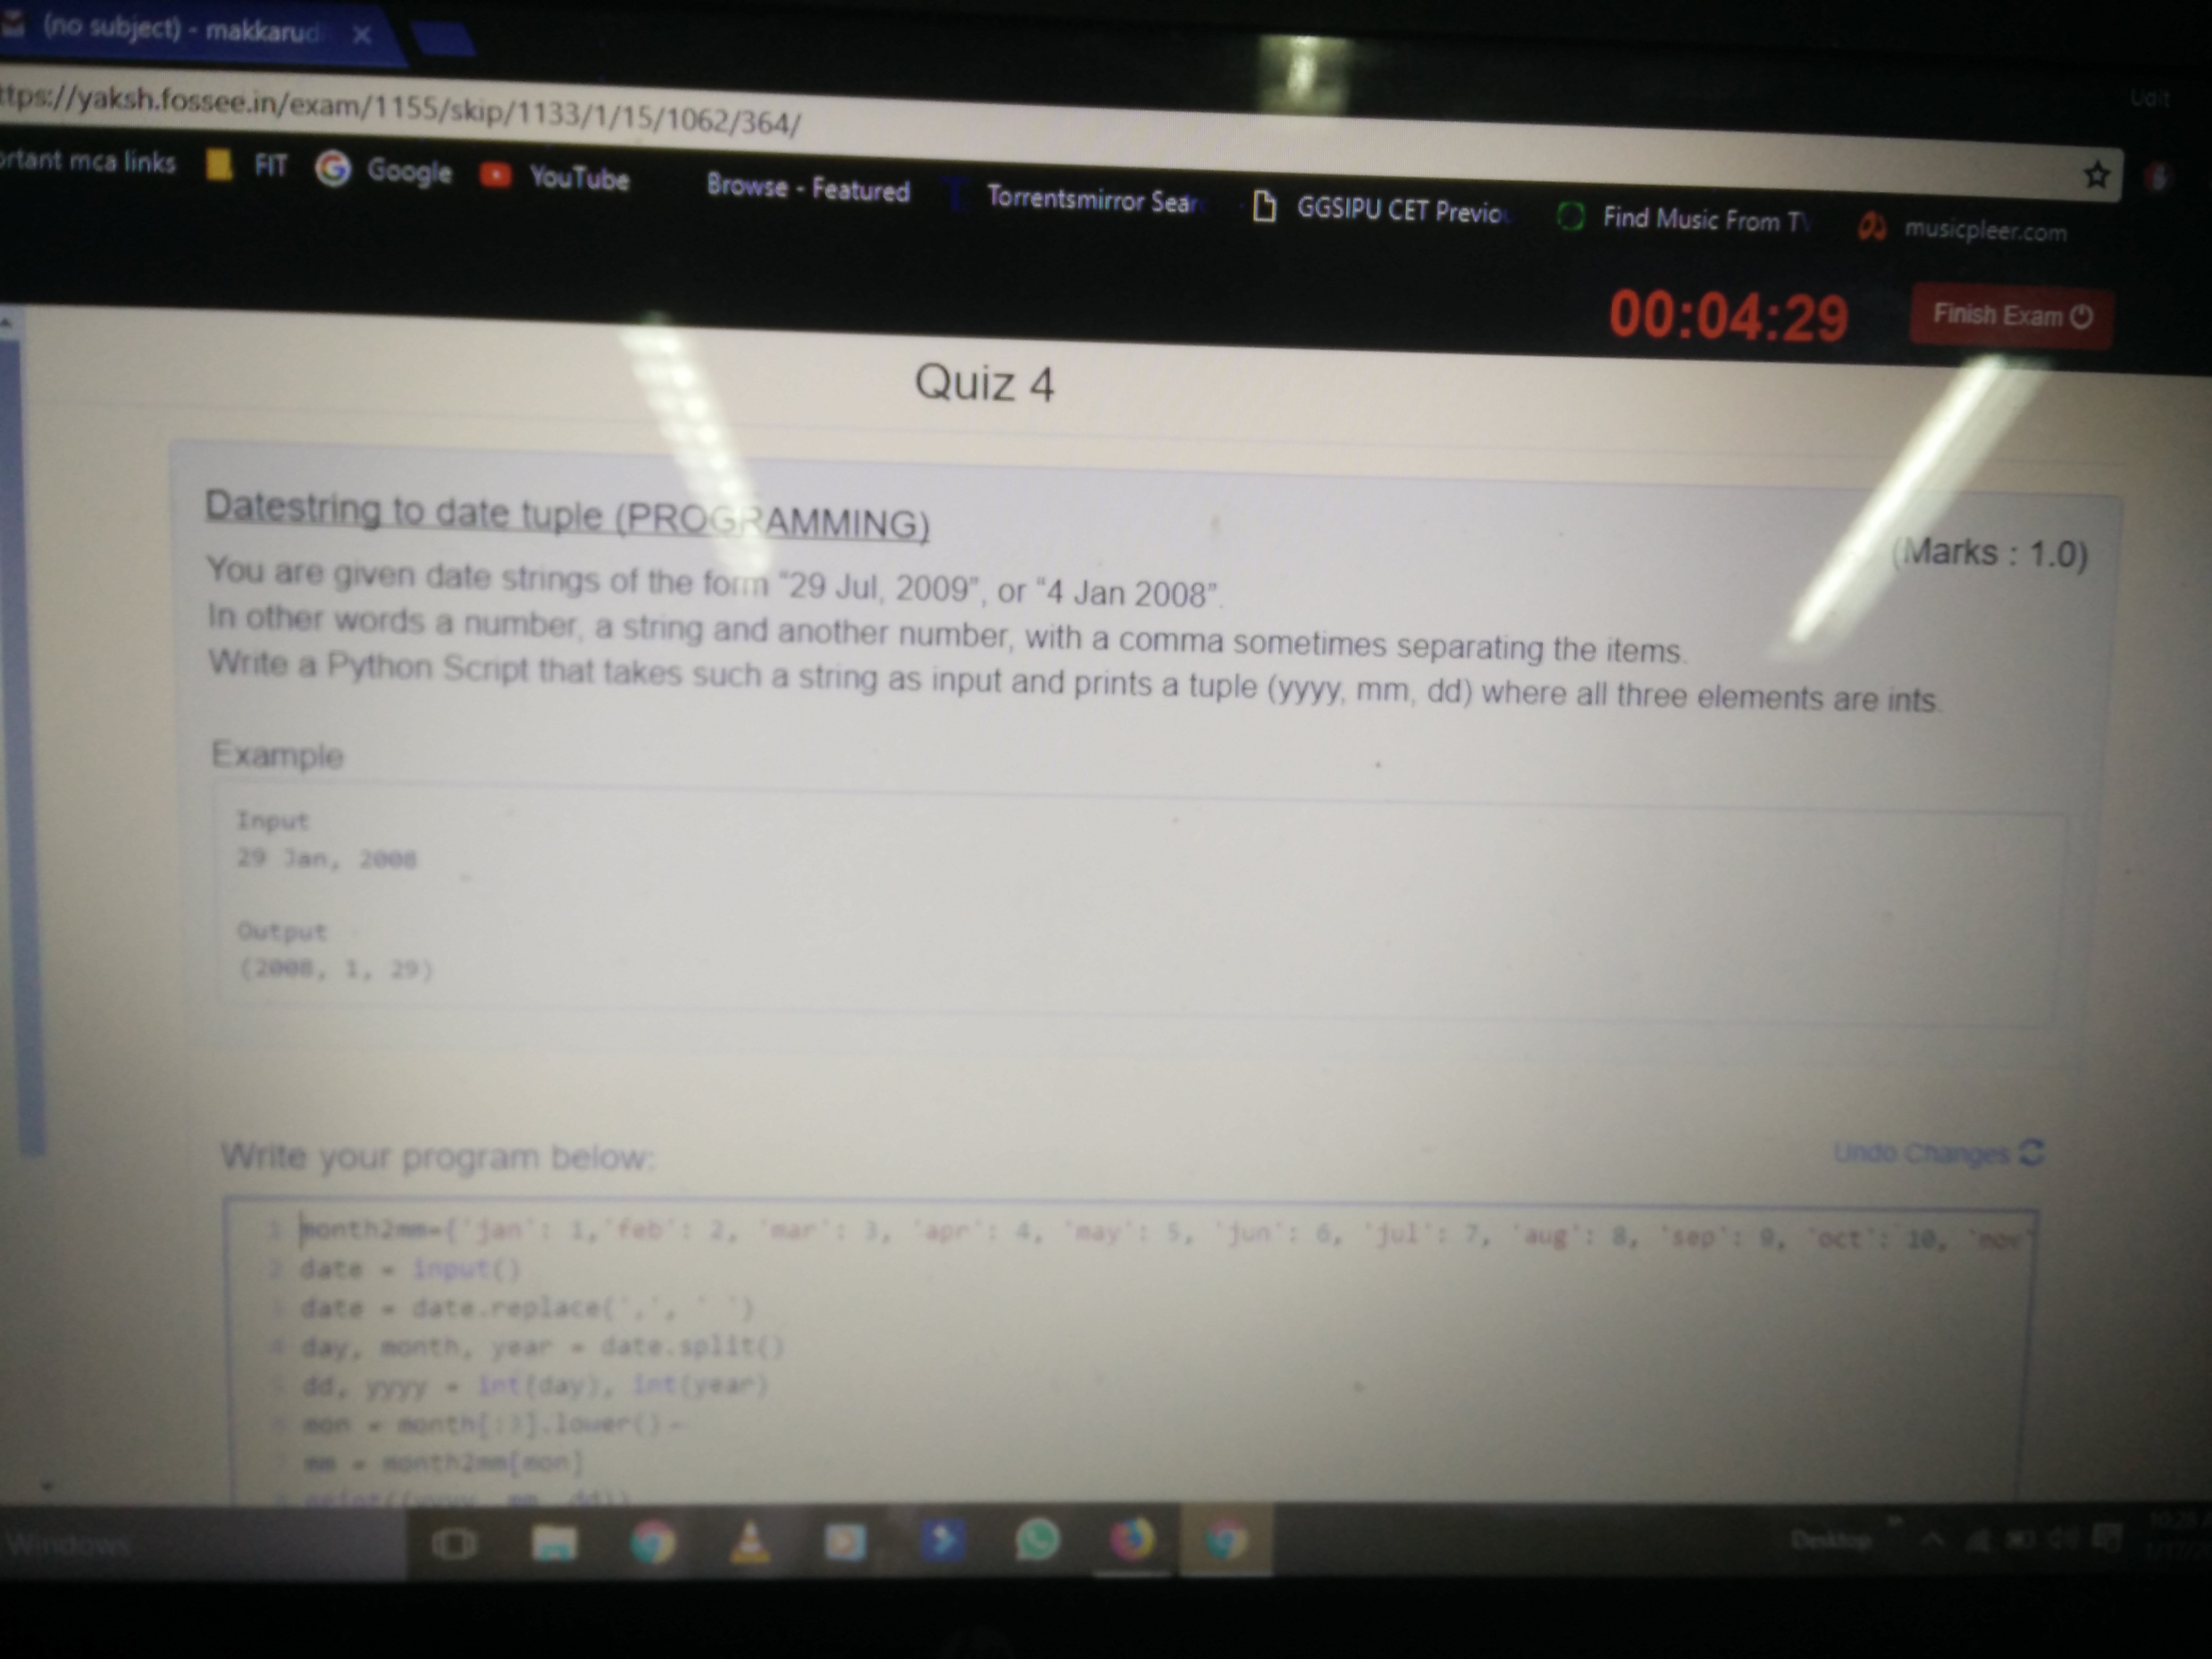 (no subject) - makkarud
ttps://yaksh.fossee.in/exam/1155/skip/1133/1/15/1062/364/
Udit
ortant mca links FIT Google YouTube Browse - Featured Torrentsmirror Sear GGSIPU CET Previo Find Music From T musicpleer.com
00:04:29 Finish Exam
Quiz 4
Datestring to date tuple (PROGRAMMING)
(Marks : 1.0)
You are given date strings of the form “29 Jul, 2009”, or “4 Jan 2008”.
In other words a number, a string and another number, with a comma sometimes separating the items.
Write a Python Script that takes such a string as input and prints a tuple (yyyy, mm, dd) where all three elements are ints.
Example
Input
29 Jan, 2008
Output
(2008, 1, 29)
Write your program below:
Undo Changes
1 month2mm={'jan': 1,'feb': 2, 'mar': 3, 'apr': 4, 'may': 5, 'jun': 6, 'jul': 7, 'aug': 8, 'sep': 9, 'oct': 10, 'nov'
2 date = input()
3 date = date.replace(',', ' ')
4 day, month, year = date.split()
5 dd, yyyy = int(day), int(year)
6 mon = month[:3].lower()
7 mm = month2mm[mon]
8 print((yyyy, mm, dd))
Windows
Desktop